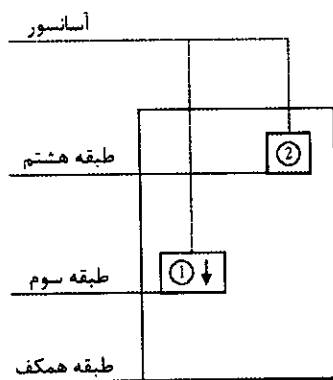 آسانسور
②
طبقه هشتم
① ↓
طبقه سوم
طبقه همکف